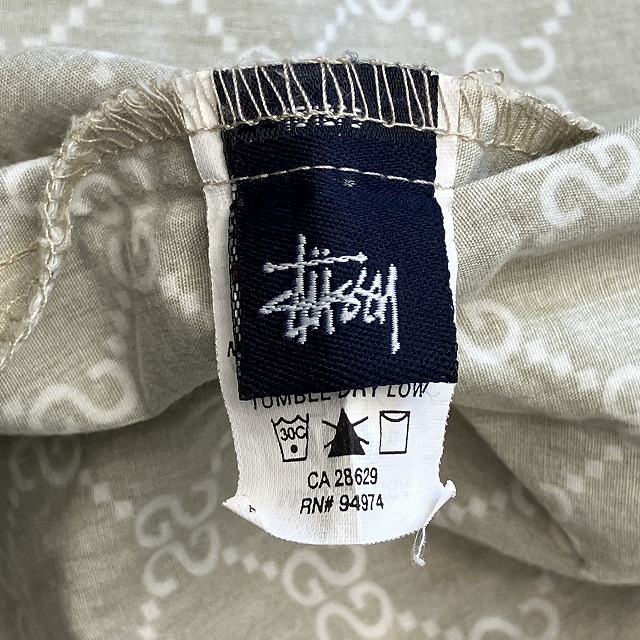 Stüssy
TUMBLE DRY LOW
30C
CA 28629
RN# 94974